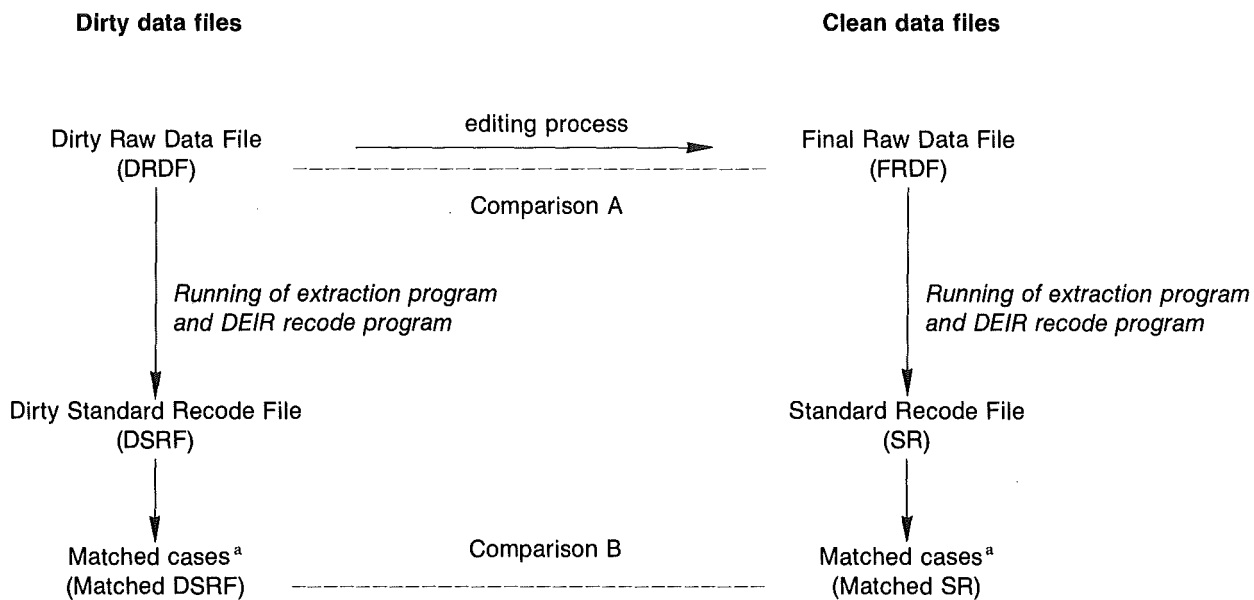 Dirty data files
Clean data files
Dirty Raw Data File
(DRDF)
editing process
Final Raw Data File
(FRDF)
Comparison A
Running of extraction program
and DEIR recode program
Running of extraction program
and DEIR recode program
Dirty Standard Recode File
(DSRF)
Standard Recode File
(SR)
Matched cases a
(Matched DSRF)
Comparison B
Matched cases a
(Matched SR)